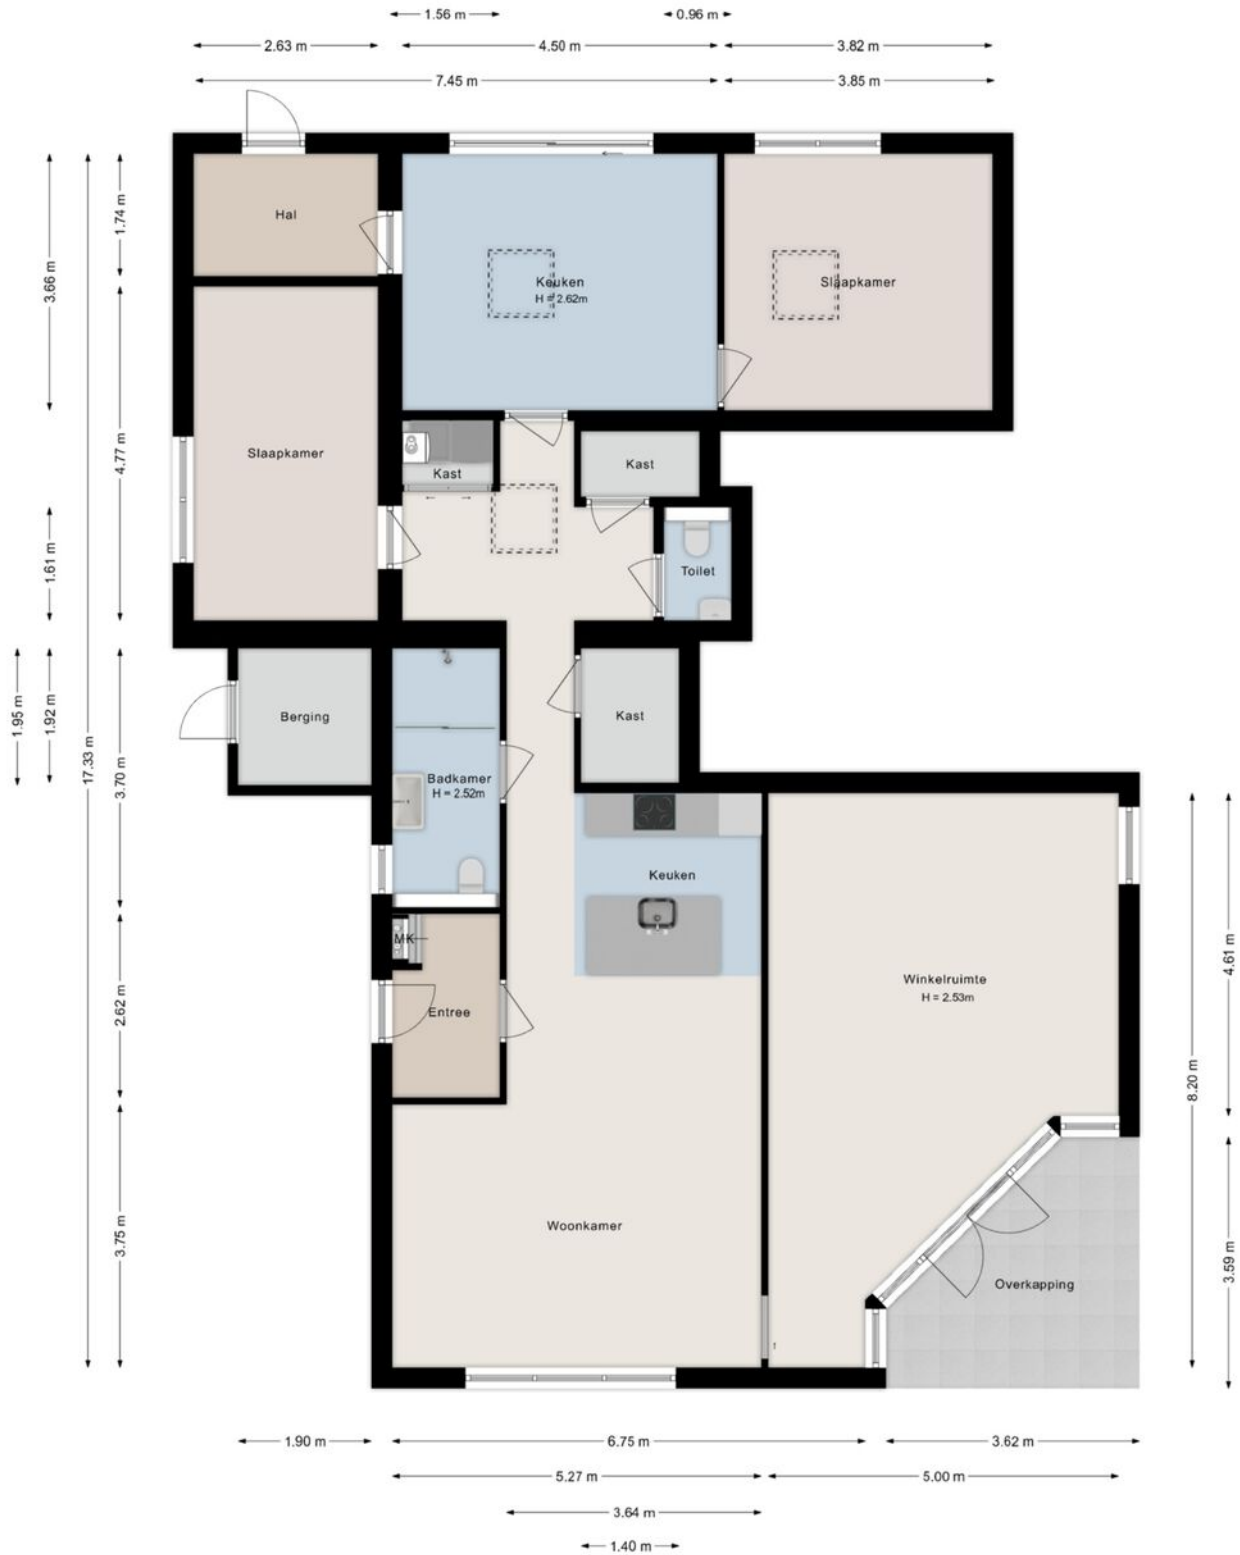 1.56 m
0.96 m
2.63 m
4.50 m
3.82 m
7.45 m
3.85 m
Hal
1.74 m
3.66 m
Keuken
H = 2.62m
Slaapkamer
Slaapkamer
4.77 m
Kast
Kast
1.61 m
Toilet
Berging
Kast
1.95 m
1.92 m
17.33 m
3.70 m
Badkamer
H = 2.52m
Keuken
MK
Entree
2.62 m
Winkelruimte
H = 2.53m
4.61 m
8.20 m
Woonkamer
3.75 m
Overkapping
3.59 m
1.90 m
6.75 m
3.62 m
5.27 m
5.00 m
3.64 m
1.40 m